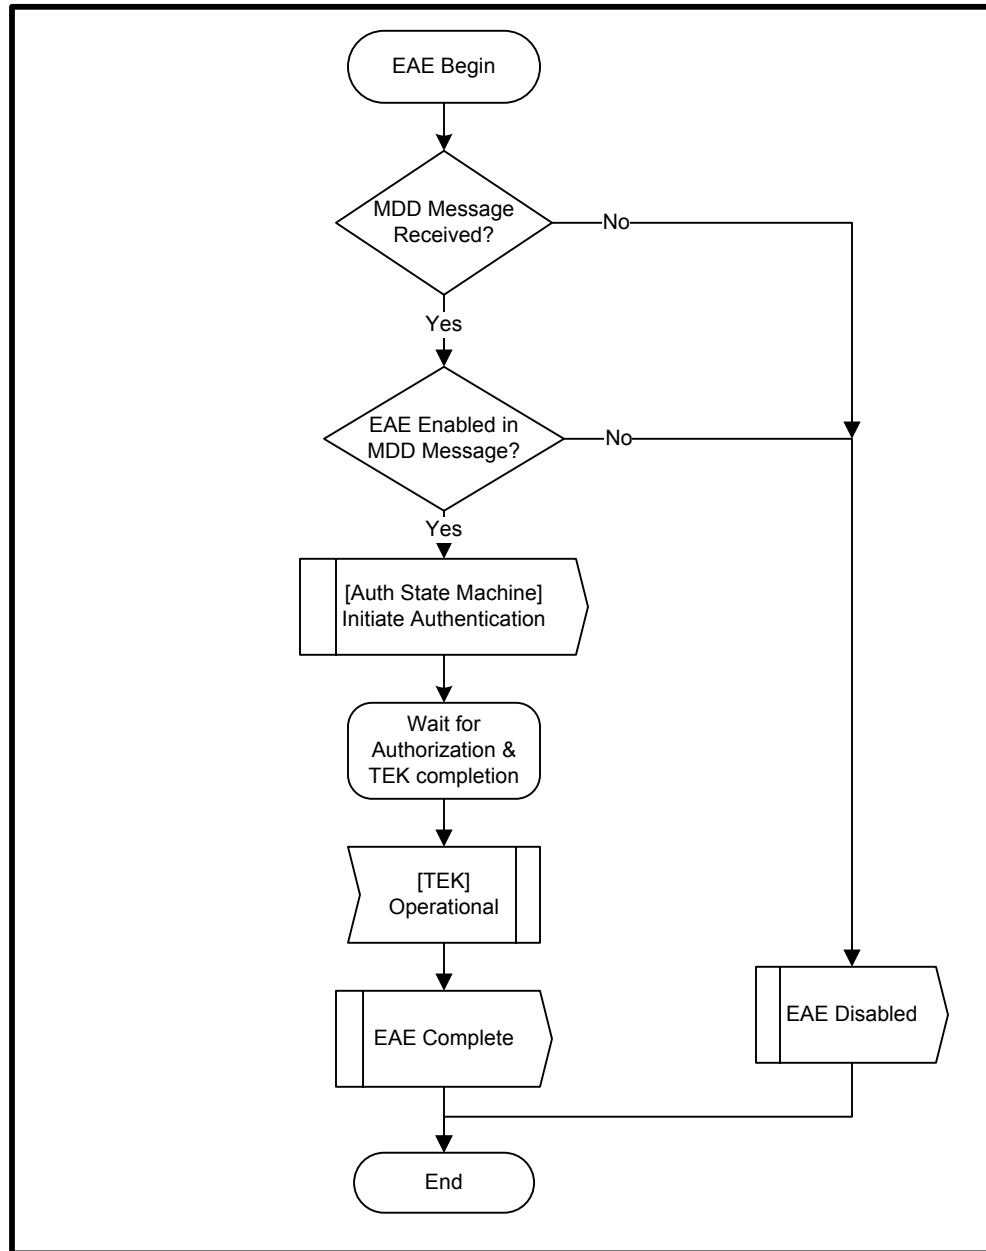 EAE Begin
MDD Message
Received?
No
Yes
EAE Enabled in
MDD Message?
No
Yes
[Auth State Machine]
Initiate Authentication
Wait for
Authorization &
TEK completion
[TEK]
Operational
EAE Complete
EAE Disabled
End